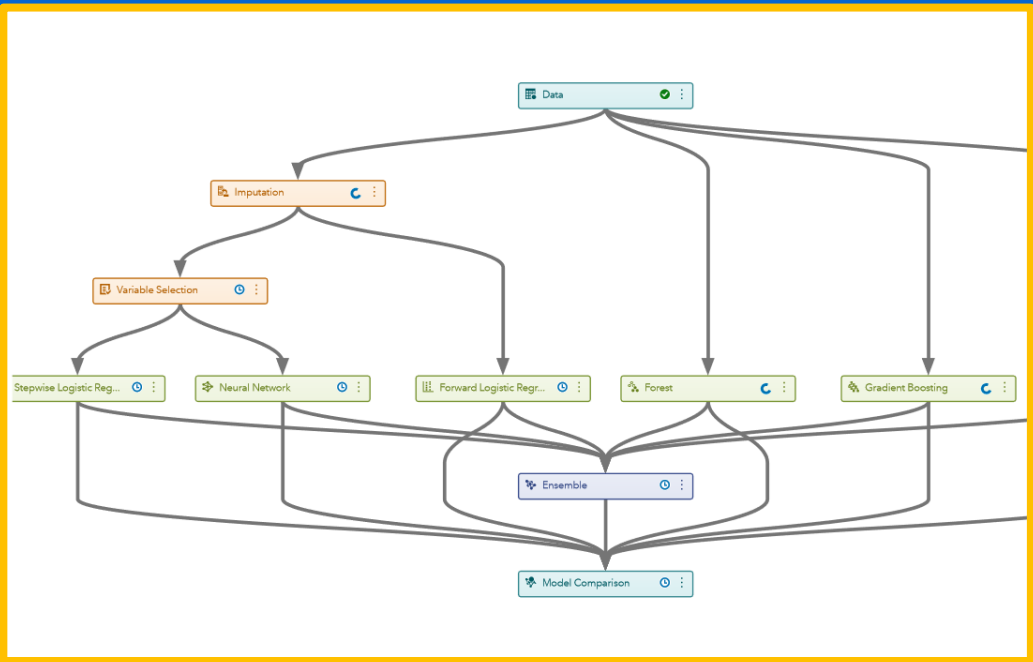 Data
Imputation
Variable Selection
Stepwise Logistic Reg...
Neural Network
Forward Logistic Regr...
Forest
Gradient Boosting
Ensemble
Model Comparison